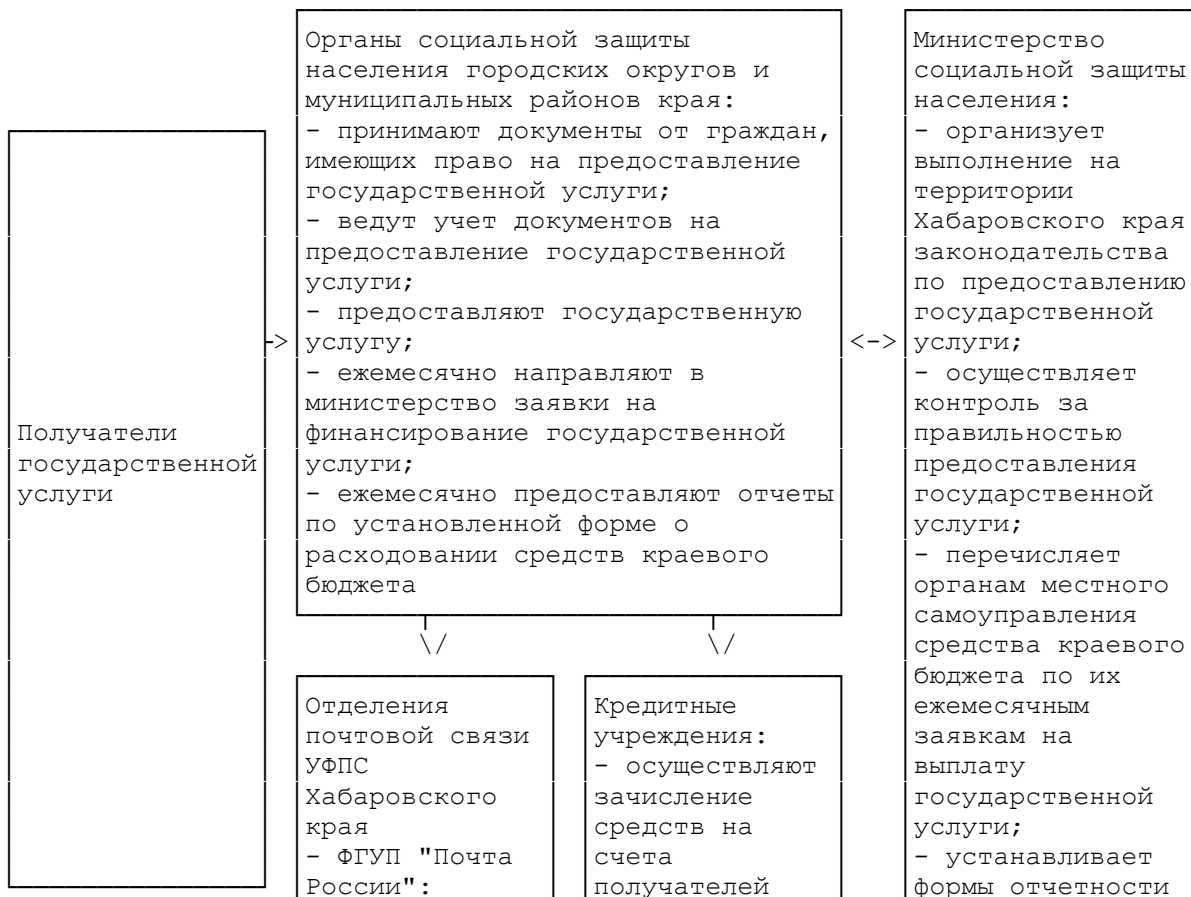 Получатели
государственной
услуги
->
Органы социальной защиты
населения городских округов и
муниципальных районов края:
- принимают документы от граждан,
имеющих право на предоставление
государственной услуги;
- ведут учет документов на
предоставление государственной
услуги;
- предоставляют государственную
услугу;
- ежемесячно направляют в
министерство заявки на
финансирование государственной
услуги;
- ежемесячно предоставляют отчеты
по установленной форме о
расходовании средств краевого
бюджета
\/ \/
Отделения
почтовой связи
УФПС
Хабаровского
края
- ФГУП "Почта
России":
Кредитные
учреждения:
- осуществляют
зачисление
средств на
счета
получателей
<->
Министерство
социальной защиты
населения:
- организует
выполнение на
территории
Хабаровского края
законодательства
по предоставлению
государственной
услуги;
- осуществляет
контроль за
правильностью
предоставления
государственной
услуги;
- перечисляет
органам местного
самоуправления
средства краевого
бюджета по их
ежемесячным
заявкам на
выплату
государственной
услуги;
- устанавливает
формы отчетности